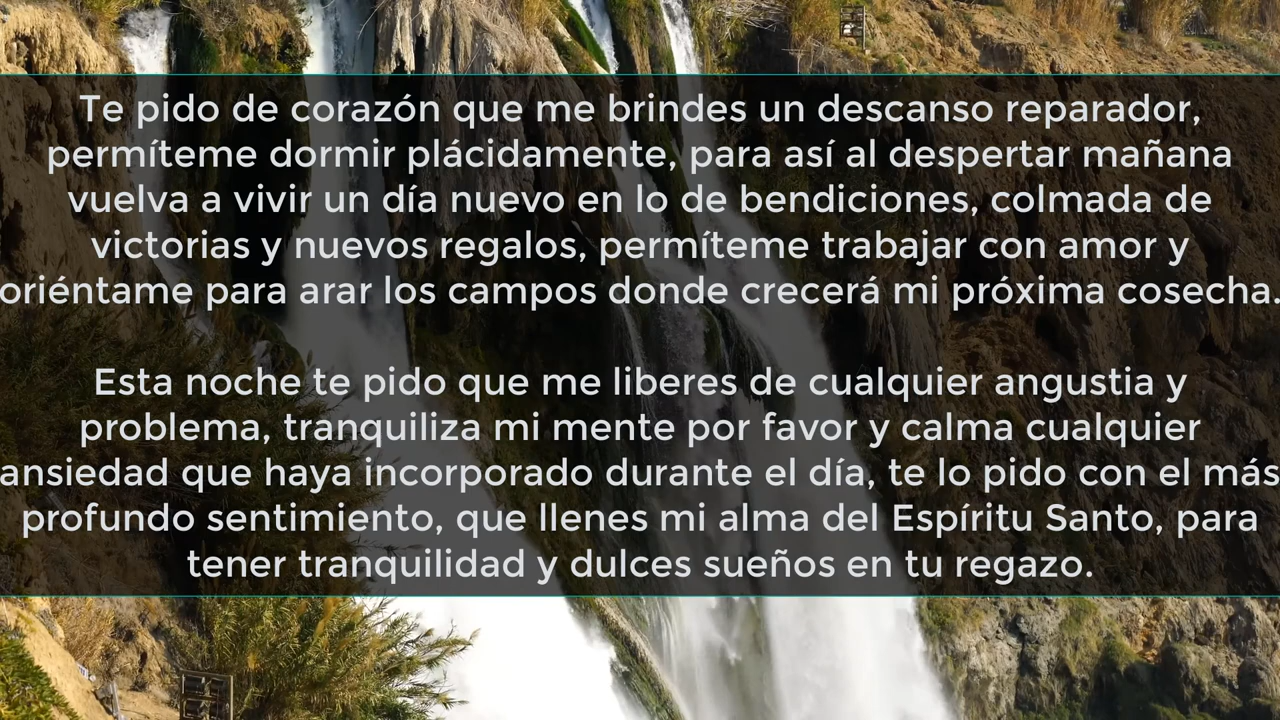 Te pido de corazón que me brindes un descanso reparador,
permíteme dormir plácidamente, para así al despertar mañana
vuelva a vivir un día nuevo en lo de bendiciones, colmada de
victorias y nuevos regalos, permíteme trabajar con amor y
oriéntame para arar los campos donde crecerá mi próxima cosecha.
Esta noche te pido que me liberes de cualquier angustia y
problema, tranquiliza mi mente por favor y calma cualquier
ansiedad que haya incorporado durante el día, te lo pido con el más
profundo sentimiento, que llenes mi alma del Espíritu Santo, para
tener tranquilidad y dulces sueños en tu regazo.